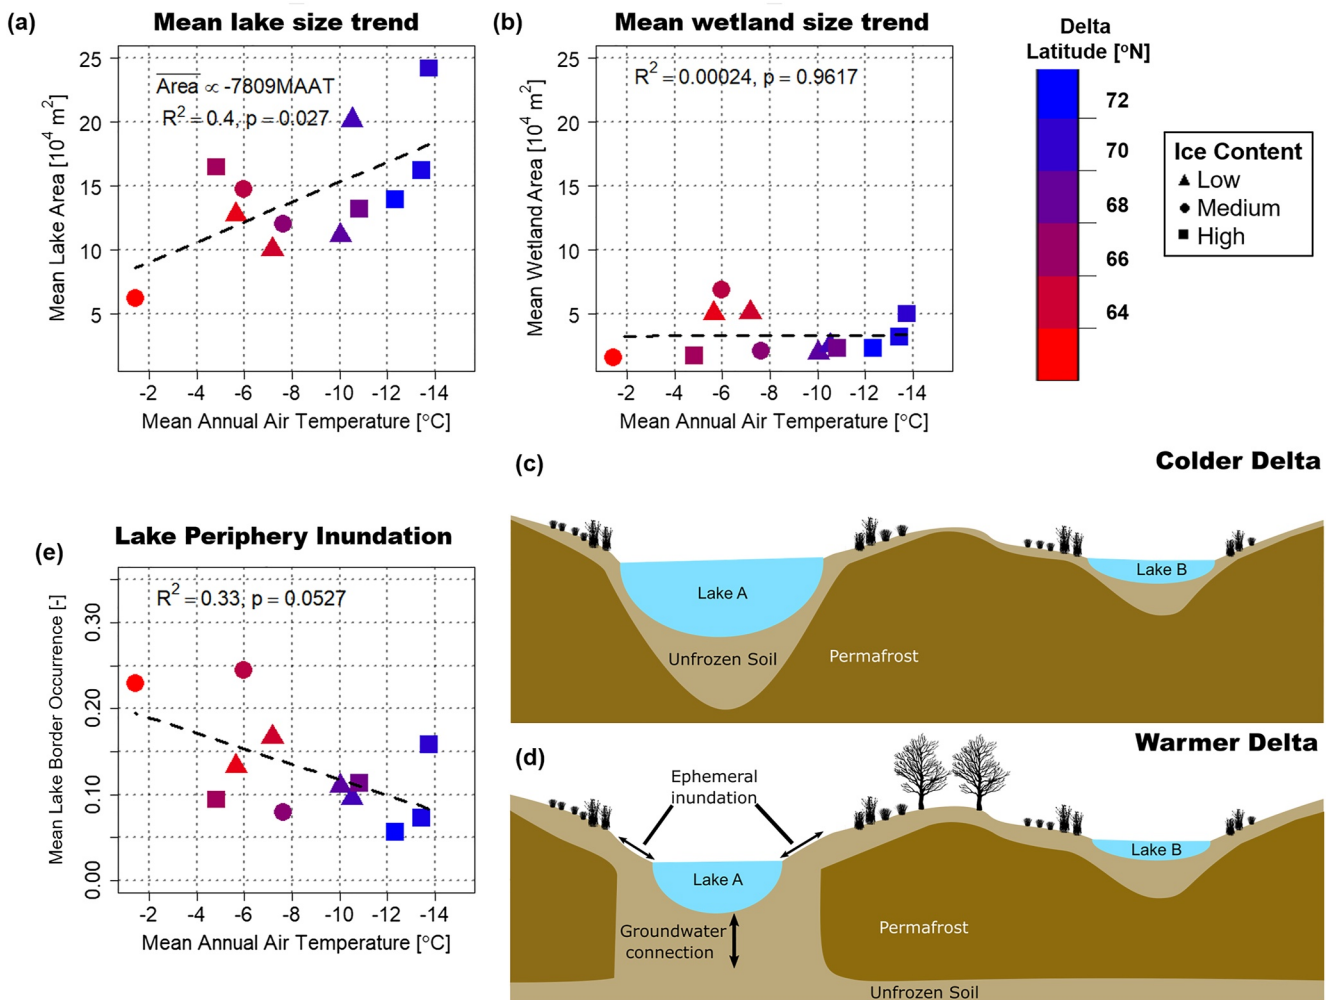 (a)
Mean lake size trend
Area ∝ -7809MAAT
R² = 0.4, p = 0.027
Mean Lake Area [10⁴ m²]
25
20
15
10
5
-2 -4 -6 -8 -10 -12 -14
Mean Annual Air Temperature [°C]
(b)
Mean wetland size trend
R² = 0.00024, p = 0.9617
Mean Wetland Area [10⁴ m²]
25
20
15
10
5
-2 -4 -6 -8 -10 -12 -14
Mean Annual Air Temperature [°C]
Delta
Latitude [°N]
72
70
68
66
64
Ice Content
Low
Medium
High
(c)
Colder Delta
Lake A
Lake B
Unfrozen Soil
Permafrost
(e)
Lake Periphery Inundation
R² = 0.33, p = 0.0527
Mean Lake Border Occurrence [-]
0.30
0.20
0.10
0.00
-2 -4 -6 -8 -10 -12 -14
Mean Annual Air Temperature [°C]
(d)
Warmer Delta
Ephemeral
inundation
Lake A
Lake B
Groundwater
connection
Permafrost
Unfrozen Soil